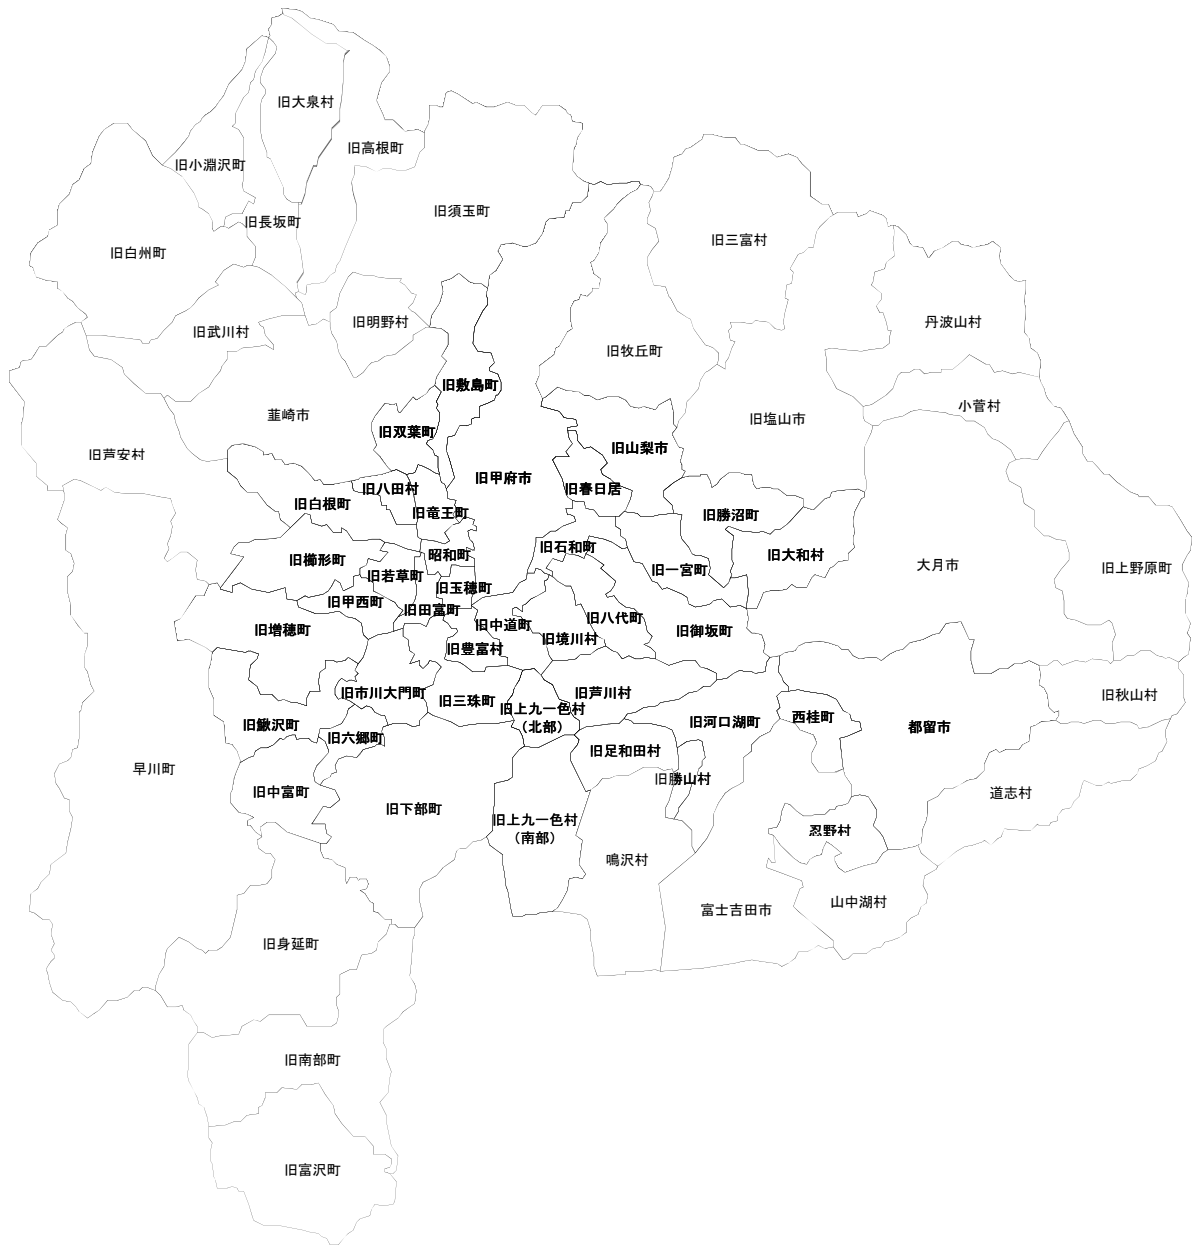 旧大泉村
旧高根町
旧小淵沢町
旧須玉町
旧長坂町
旧三富村
旧白州町
旧武川村
旧明野村
丹波山村
旧牧丘町
旧敷島町
小菅村
韮崎市
旧塩山市
旧双葉町
旧山梨市
旧芦安村
旧甲府市
旧八田村
旧春日居
旧白根町
旧竜王町
旧勝沼町
旧石和町
昭和町
旧大和村
旧櫛形町
大月市
旧上野原町
旧一宮町
旧若草町
旧玉穂町
旧甲西町
旧田富町
旧八代町
旧中道町
旧増穂町
旧御坂町
旧境川村
旧豊富村
旧市川大門町
旧芦川村
旧秋山村
旧三珠町
旧上九一色村
（北部）
西桂町
旧河口湖町
旧鰍沢町
都留市
旧六郷町
旧足和田村
早川町
旧勝山村
旧中富町
道志村
旧下部町
旧上九一色村
（南部）
忍野村
鳴沢村
山中湖村
富士吉田市
旧身延町
旧南部町
旧富沢町